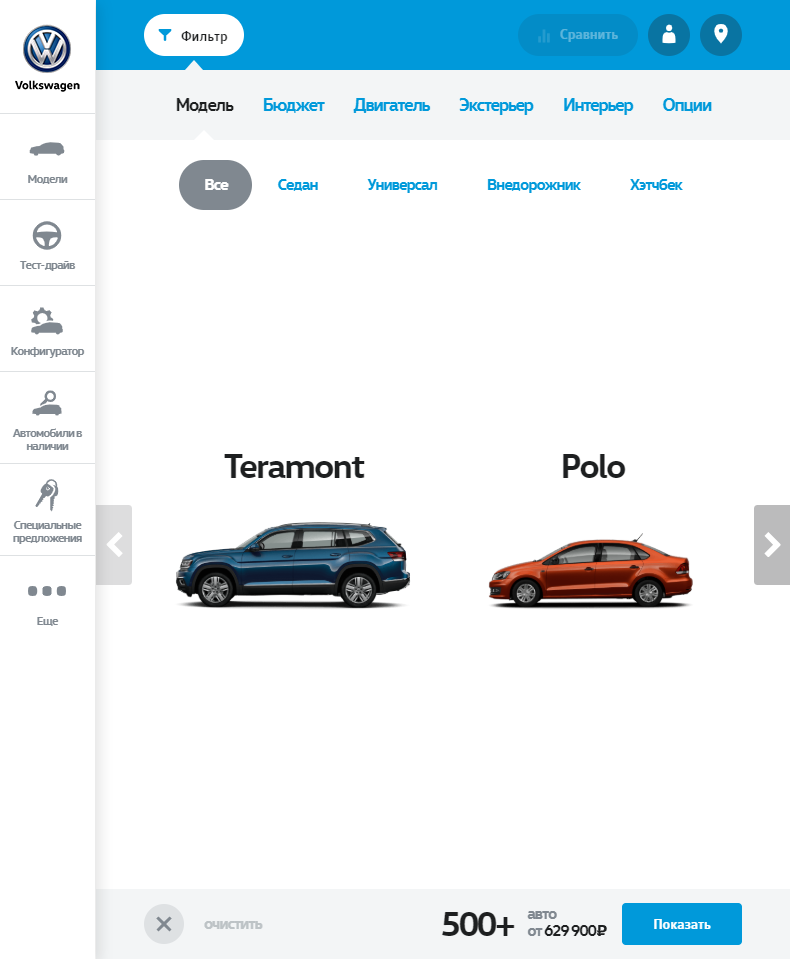 Volkswagen
Модели
Тест-драйв
Конфигуратор
Автомобили в
наличии
Специальные
предложения
Еще
Фильтр
Сравнить
Модель Бюджет Двигатель Экстерьер Интерьер Опции
Все Седан Универсал Внедорожник Хэтчбек
Teramont
Polo
очистить
500+
авто
от 629 900₽
Показать